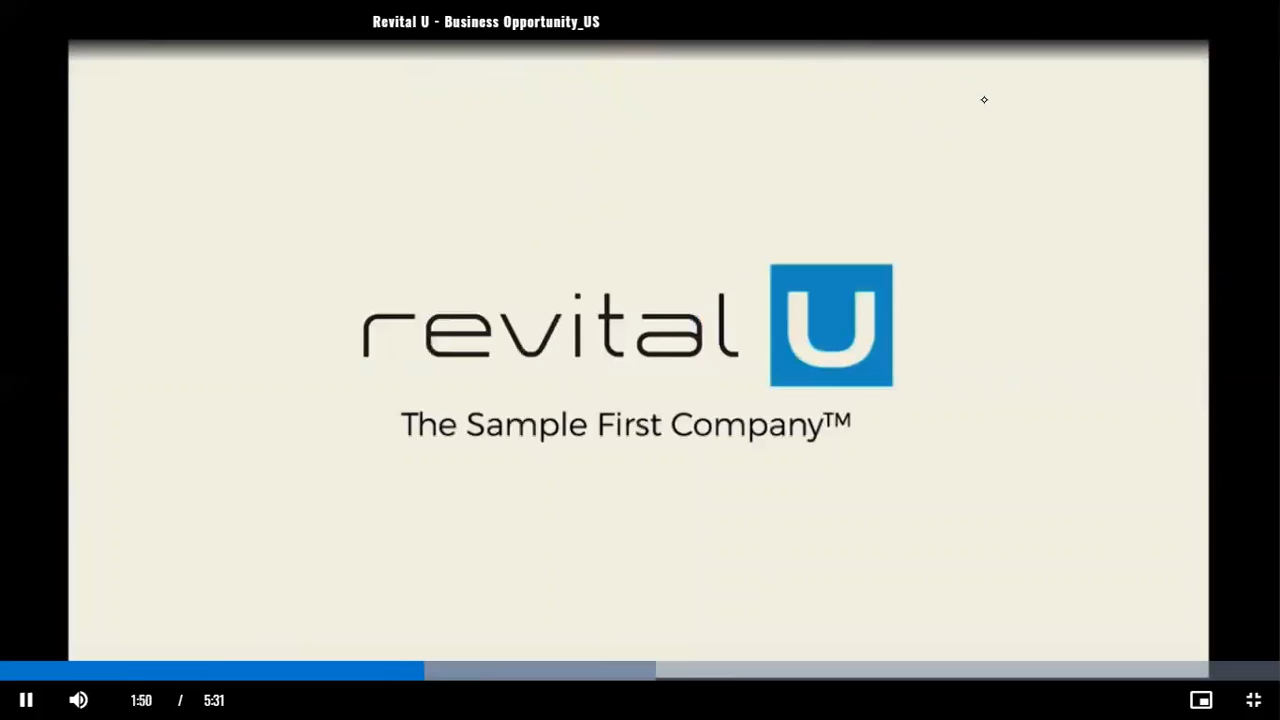 Revital U - Business Opportunity_US
revital U
The Sample First Company™
1:50 / 5:31